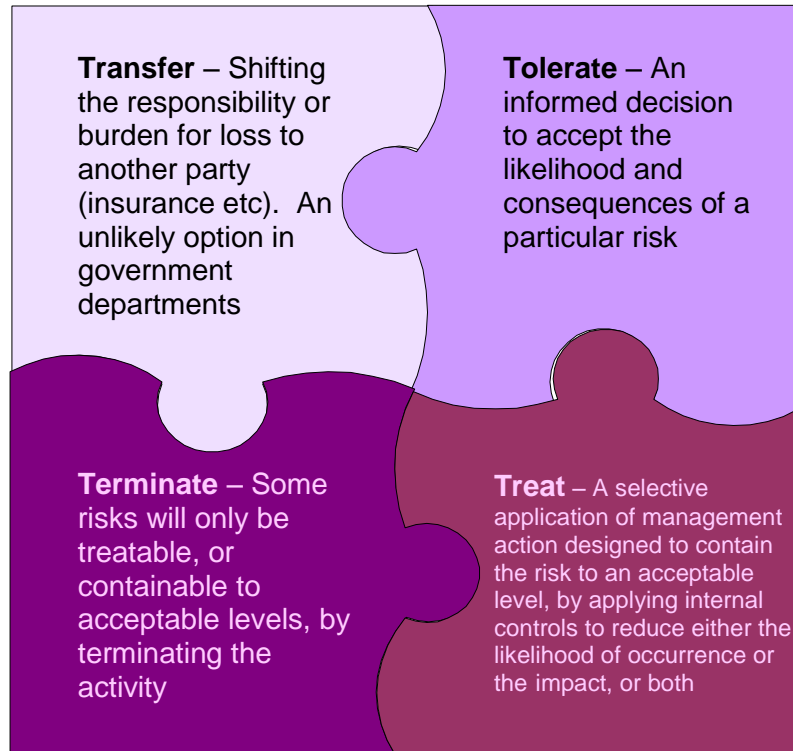 Transfer – Shifting
the responsibility or
burden for loss to
another party
(insurance etc).  An
unlikely option in
government
departments
Tolerate – An
informed decision
to accept the
likelihood and
consequences of a
particular risk
Terminate – Some
risks will only be
treatable, or
containable to
acceptable levels, by
terminating the
activity
Treat – A selective
application of management
action designed to contain
the risk to an acceptable
level, by applying internal
controls to reduce either the
likelihood of occurrence or
the impact, or both